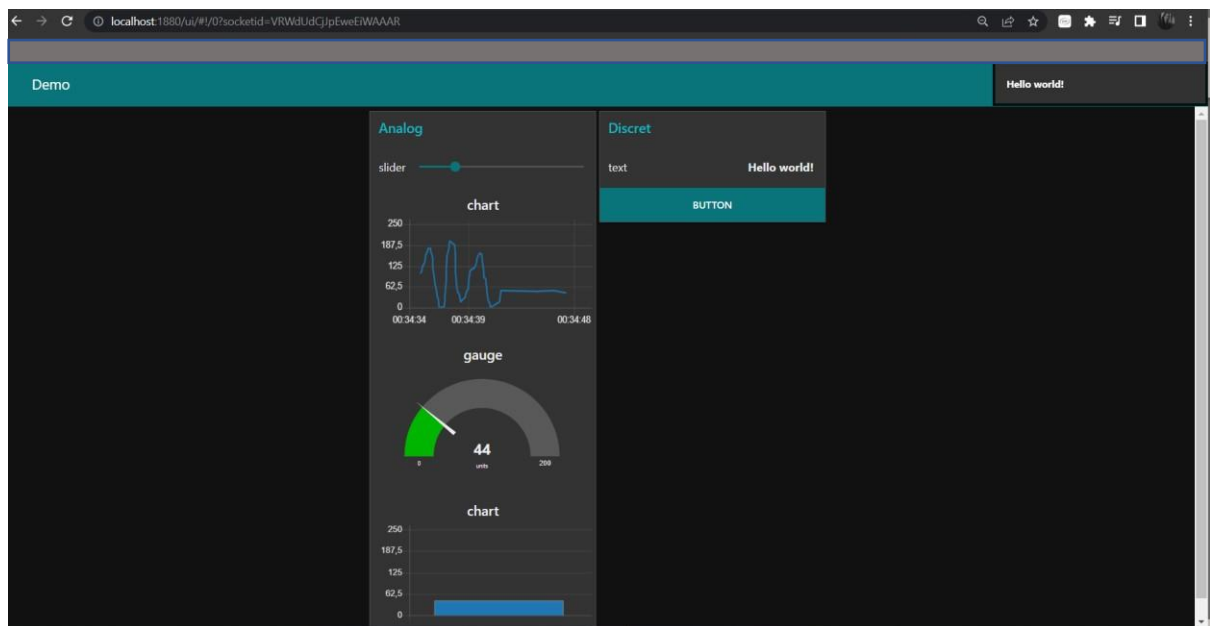 localhost:1880/ui/#!/0?socketid=VRWdUdCjJpEweEiWAAAR
Demo
Hello world!
Analog
slider
chart
250
187,5
125
62,5
0
00:34:34 00:34:39 00:34:48
gauge
44
units
0 200
chart
250
187,5
125
62,5
0
Discret
text Hello world!
BUTTON